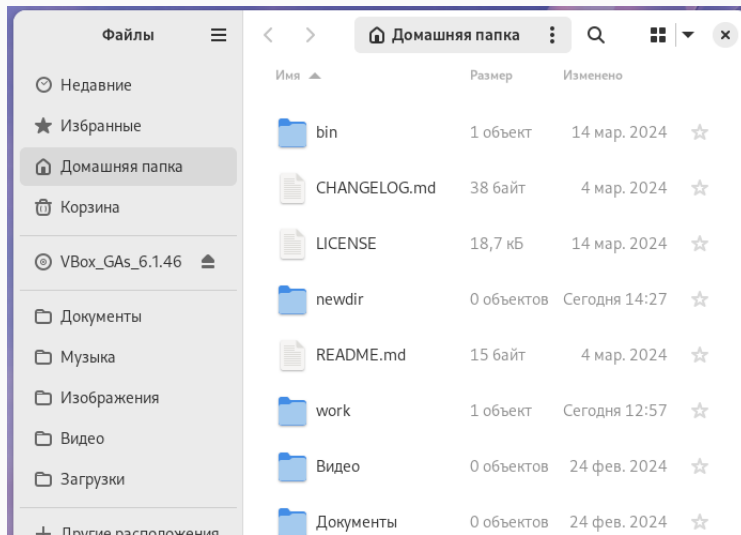 Файлы
Недавние
Избранные
Домашняя папка
Корзина
VBox_GAs_6.1.46
Документы
Музыка
Изображения
Видео
Загрузки
Другие расположения
Домашняя папка
Имя Размер Изменено
bin 1 объект 14 мар. 2024
CHANGELOG.md 38 байт 4 мар. 2024
LICENSE 18,7 кБ 14 мар. 2024
newdir 0 объектов Сегодня 14:27
README.md 15 байт 4 мар. 2024
work 1 объект Сегодня 12:57
Видео 0 объектов 24 фев. 2024
Документы 0 объектов 24 фев. 2024